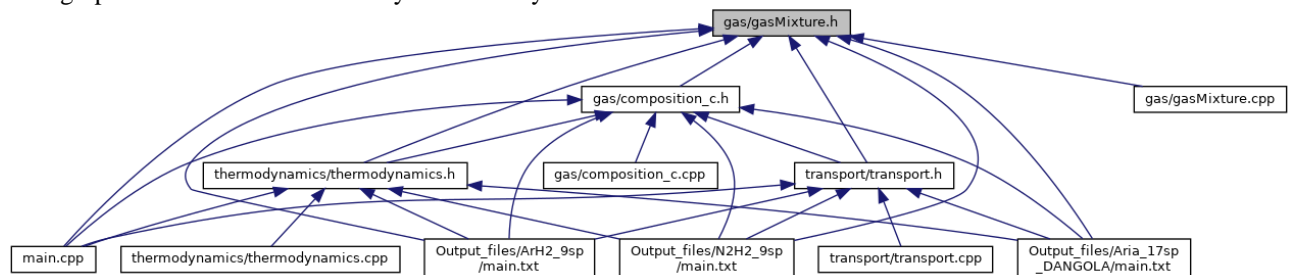 gas/gasMixture.h
gas/composition_c.h
gas/gasMixture.cpp
thermodynamics/thermodynamics.h
gas/composition_c.cpp
transport/transport.h
main.cpp
thermodynamics/thermodynamics.cpp
Output_files/ArH2_9sp
/main.txt
Output_files/N2H2_9sp
/main.txt
transport/transport.cpp
Output_files/Aria_17sp
_DANGOLA/main.txt